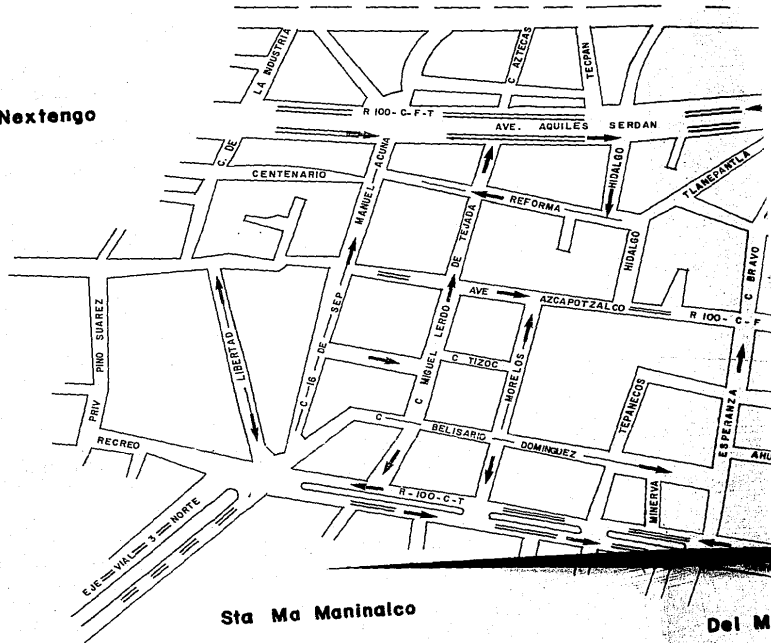 Nextengo
C. DE LA INDUSTRIA
C AZTECAS
TECPAN
R 100-C-F-T
AVE. AQUILES SERDAN
CENTENARIO
MANUEL ACUNA
REFORMA
HIDALGO
TLANEPANTLA
HIDALGO
C BRAVO
C MIGUEL LERDO DE TEJADA
AVE AZCAPOTZALCO
R 100-C-F
PRIV PINO SUAREZ
LIBERTAD
C 16 DE SEP
C TIZOC
MORELOS
TEPANECOS
ESPERANZA
C BELISARIO DOMINGUEZ
RECREO
AHU
R-100-C-T
MINERVA
EJE VIAL 3 NORTE
Sta Ma Maninalco
Del M